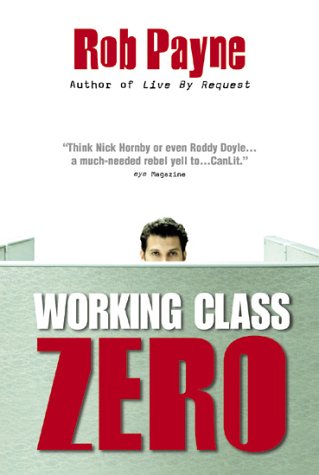 Rob Payne
Author of Live By Request
“Think Nick Hornby or even Roddy Doyle...
a much-needed rebel yell to...CanLit.”
eye Magazine
WORKING CLASS
ZERO